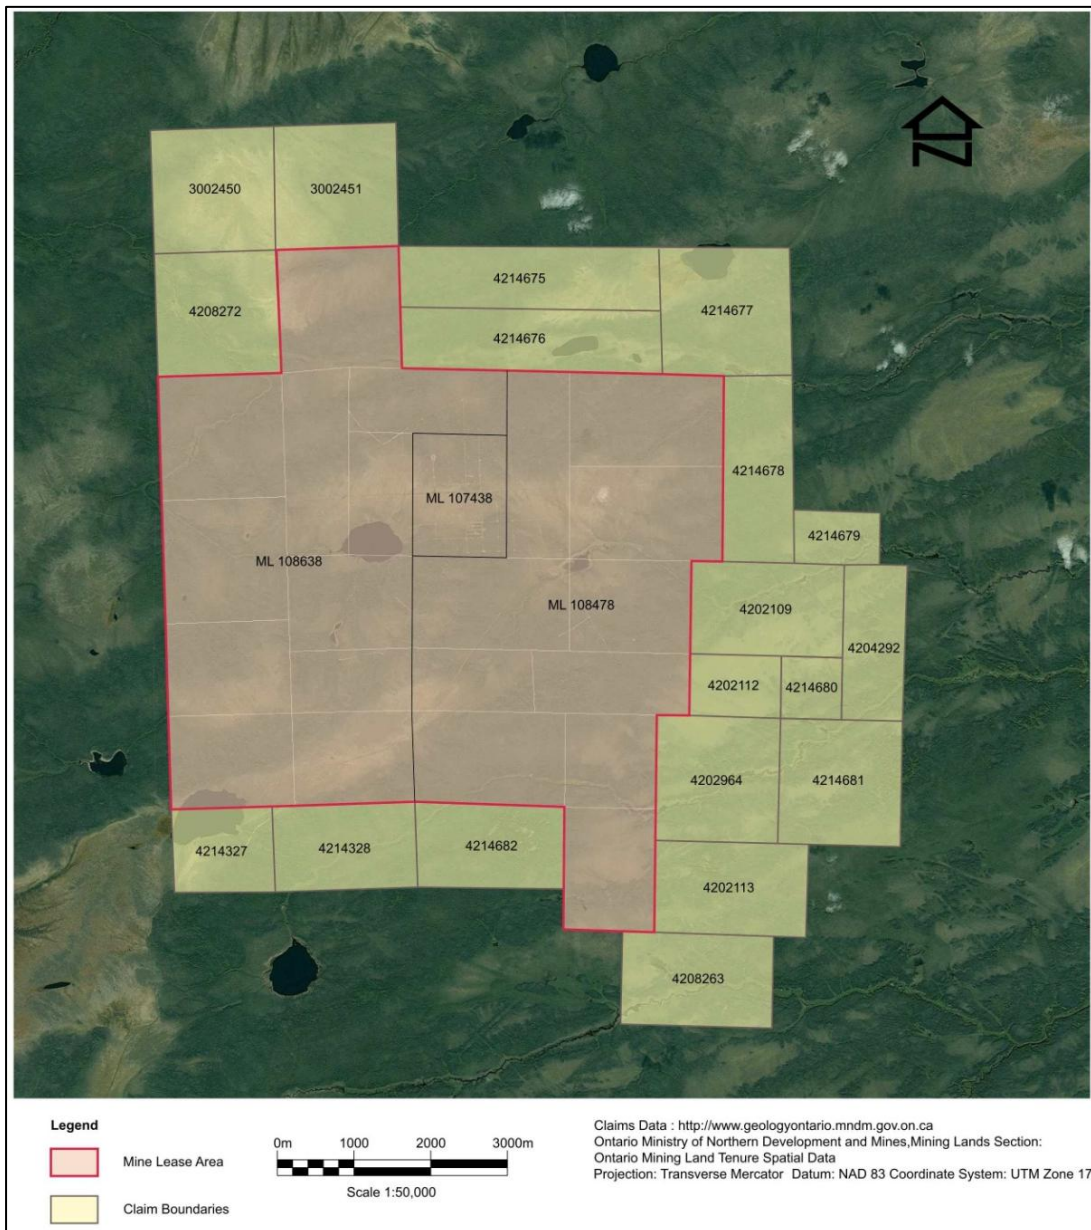 N
3002450
3002451
4214675
4208272
4214677
4214676
4214678
ML 107438
4214679
ML 108638
ML 108478
4202109
4204292
4202112
4214680
4202964
4214681
4214327
4214328
4214682
4202113
4208263
Legend
Mine Lease Area
Claim Boundaries
0m 1000 2000 3000m
Scale 1:50,000
Claims Data : http://www.geologyontario.mndm.gov.on.ca
Ontario Ministry of Northern Development and Mines,Mining Lands Section:
Ontario Mining Land Tenure Spatial Data
Projection: Transverse Mercator Datum: NAD 83 Coordinate System: UTM Zone 17